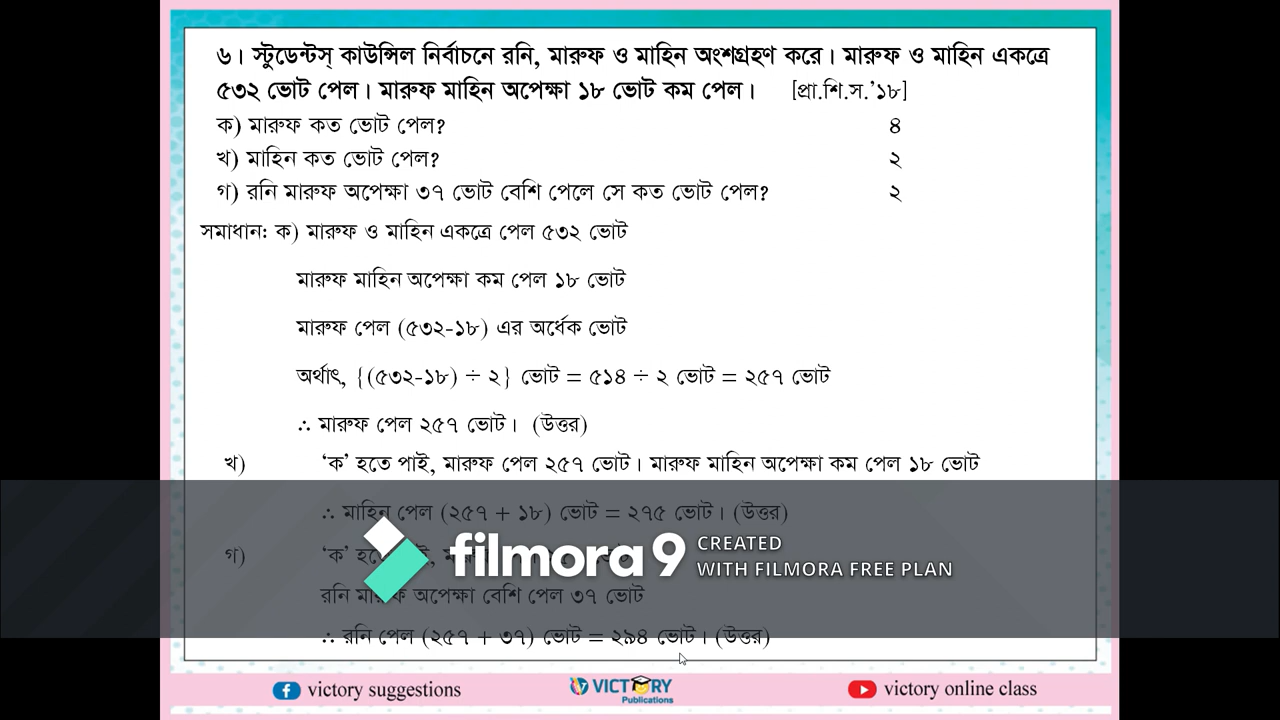 ৬। স্টুডেন্টস্ কাউন্সিল নির্বাচনে রনি, মারুফ ও মাহিন অংশগ্রহণ করে। মারুফ ও মাহিন একত্রে
৫৩২ ভোট পেল। মারুফ মাহিন অপেক্ষা ১৮ ভোট কম পেল। [প্রা.শি.স.'১৮]
ক) মারুফ কত ভোট পেল? ৪
খ) মাহিন কত ভোট পেল? ২
গ) রনি মারুফ অপেক্ষা ৩৭ ভোট বেশি পেলে সে কত ভোট পেল? ২
সমাধান: ক) মারুফ ও মাহিন একত্রে পেল ৫৩২ ভোট
মারুফ মাহিন অপেক্ষা কম পেল ১৮ ভোট
মারুফ পেল (৫৩২-১৮) এর অর্ধেক ভোট
অর্থাৎ, {(৫৩২-১৮) ÷ ২} ভোট = ৫১৪ ÷ ২ ভোট = ২৫৭ ভোট
∴ মারুফ পেল ২৫৭ ভোট। (উত্তর)
খ) ‘ক’ হতে পাই, মারুফ পেল ২৫৭ ভোট। মারুফ মাহিন অপেক্ষা কম পেল ১৮ ভোট
∴ মাহিন পেল (২৫৭ + ১৮) ভোট = ২৭৫ ভোট। (উত্তর)
গ) ‘ক’
রনি মারুফ অপেক্ষা বেশি পেল ৩৭ ভোট
∴ রনি পেল (২৫৭ + ৩৭) ভোট = ২৯৪ ভোট। (উত্তর)
filmora 9 CREATED
WITH FILMORA FREE PLAN
victory suggestions VICTORY Publications victory online class